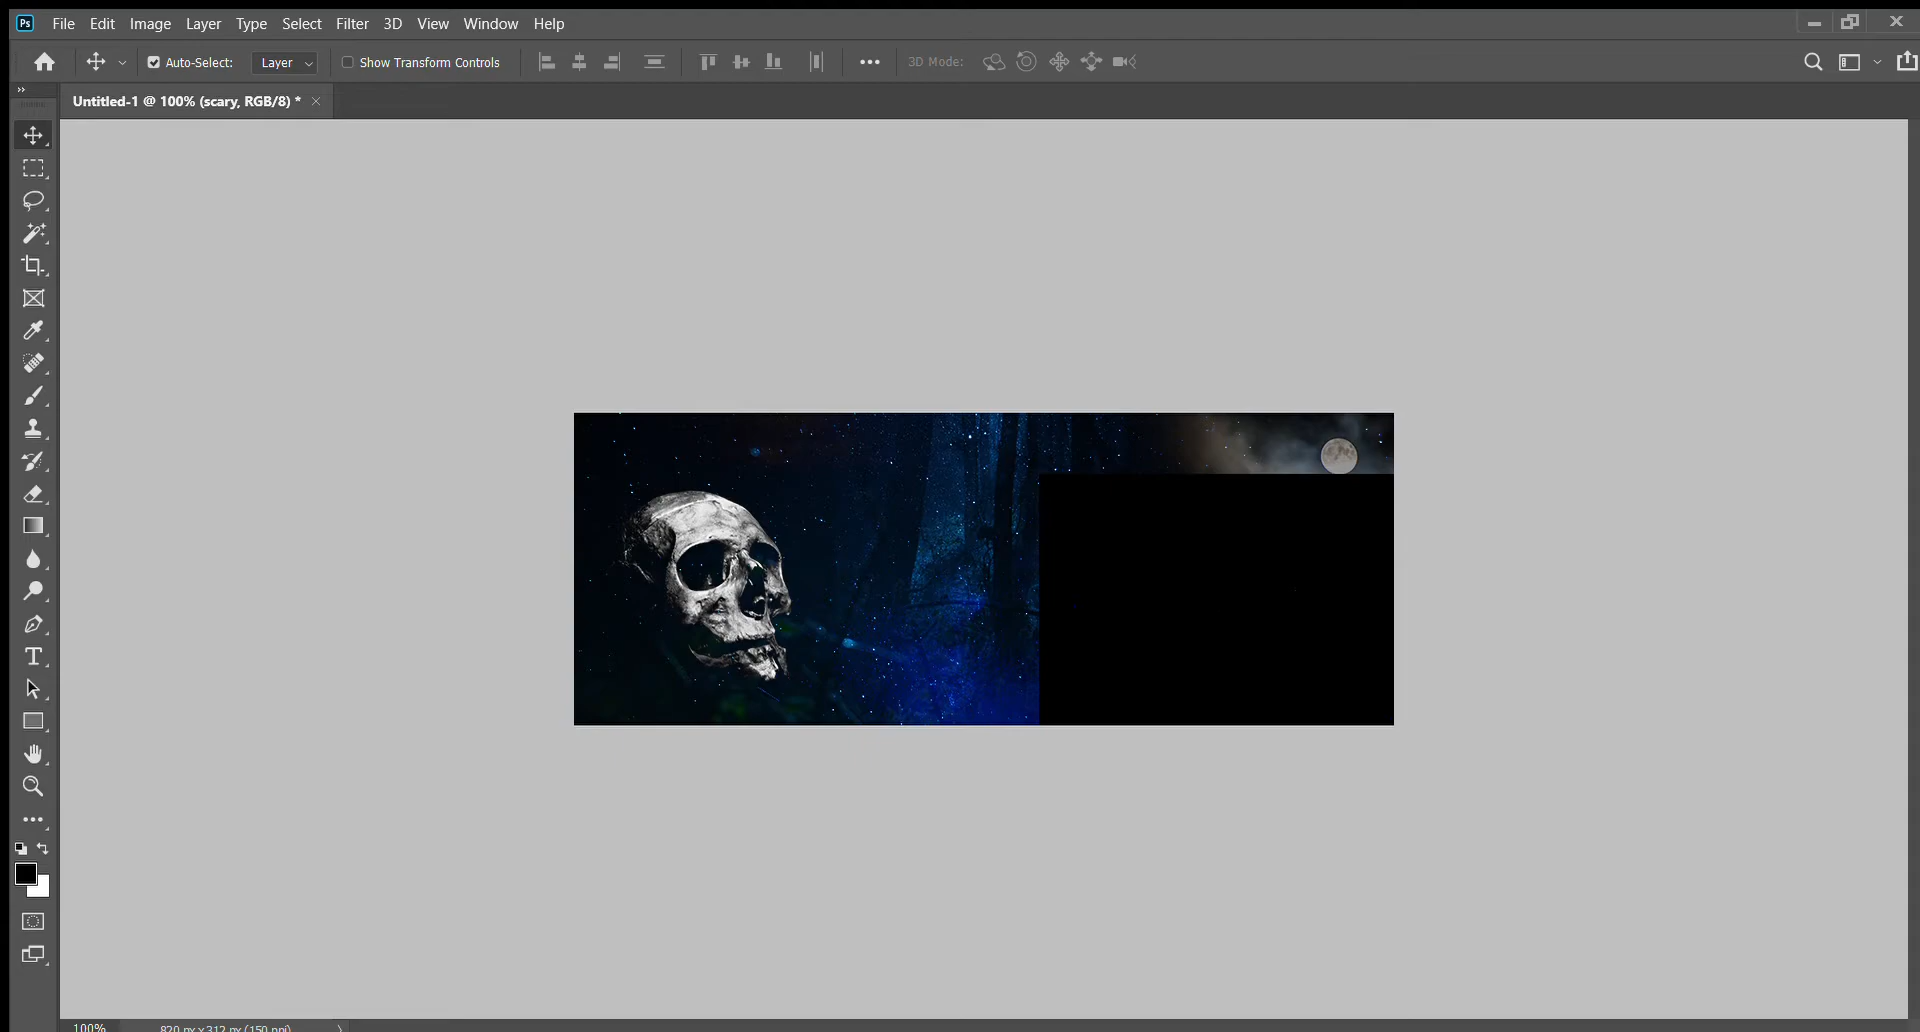 Ps File Edit Image Layer Type Select Filter 3D View Window Help
Auto-Select: Layer Show Transform Controls 3D Mode:
Untitled-1 @ 100% (scary, RGB/8) *
100% 820 px x 312 px (150 ppi)